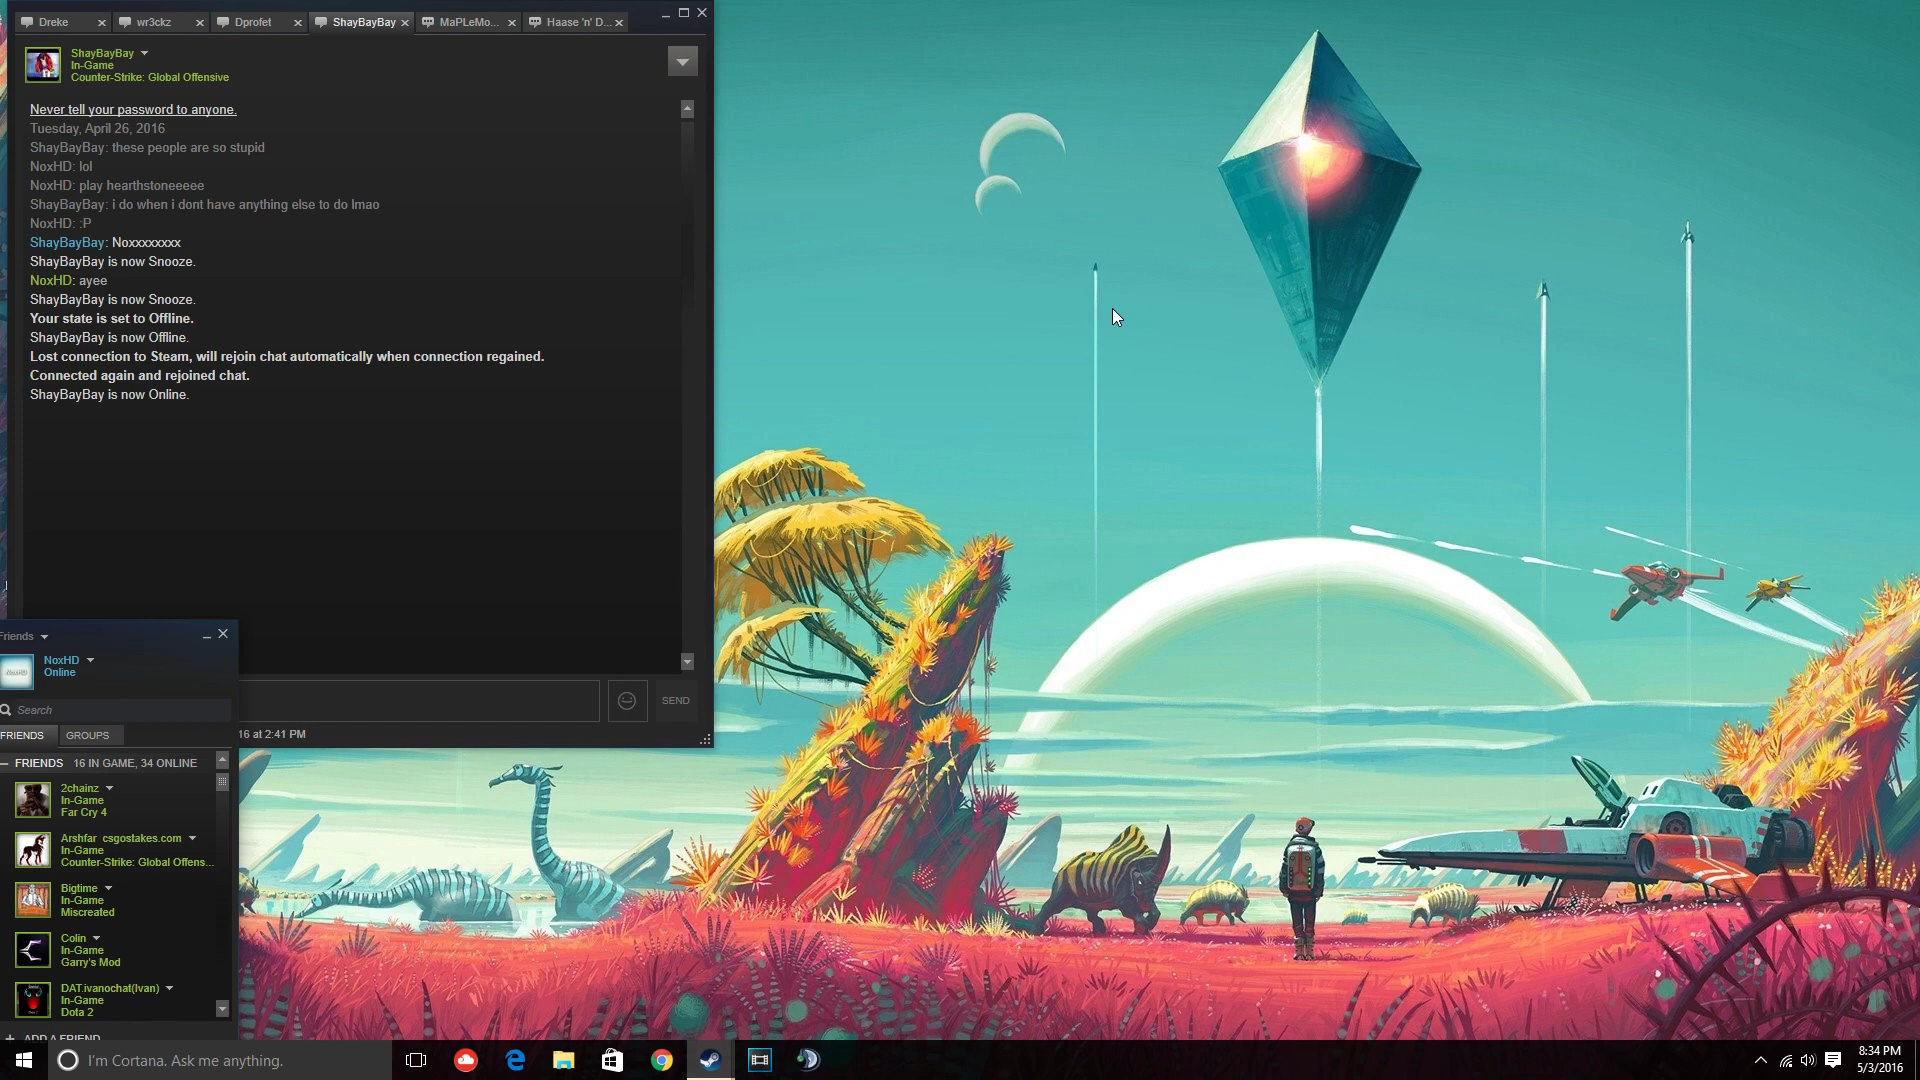 Dreke
wr3ckz
Dprofet
ShayBayBay
MaPLeMo...
Haase 'n' D...
ShayBayBay
In-Game
Counter-Strike: Global Offensive
Never tell your password to anyone.
Tuesday, April 26, 2016
ShayBayBay: these people are so stupid
NoxHD: lol
NoxHD: play hearthstoneeeee
ShayBayBay: i do when i dont have anything else to do lmao
NoxHD: :P
ShayBayBay: Noxxxxxxxx
ShayBayBay is now Snooze.
NoxHD: ayee
ShayBayBay is now Snooze.
Your state is set to Offline.
ShayBayBay is now Offline.
Lost connection to Steam, will rejoin chat automatically when connection regained.
Connected again and rejoined chat.
ShayBayBay is now Online.
SEND
16 at 2:41 PM
Friends
NoxHD
Online
Search
FRIENDS
GROUPS
FRIENDS 16 IN GAME, 34 ONLINE
2chainz
In-Game
Far Cry 4
Arshfar csgostakes.com
In-Game
Counter-Strike: Global Offens...
Bigtime
In-Game
Miscreated
Colin
In-Game
Garry's Mod
DAT.ivanochat(Ivan)
In-Game
Dota 2
+ ADD A FRIEND
I'm Cortana. Ask me anything.
8:34 PM
5/3/2016